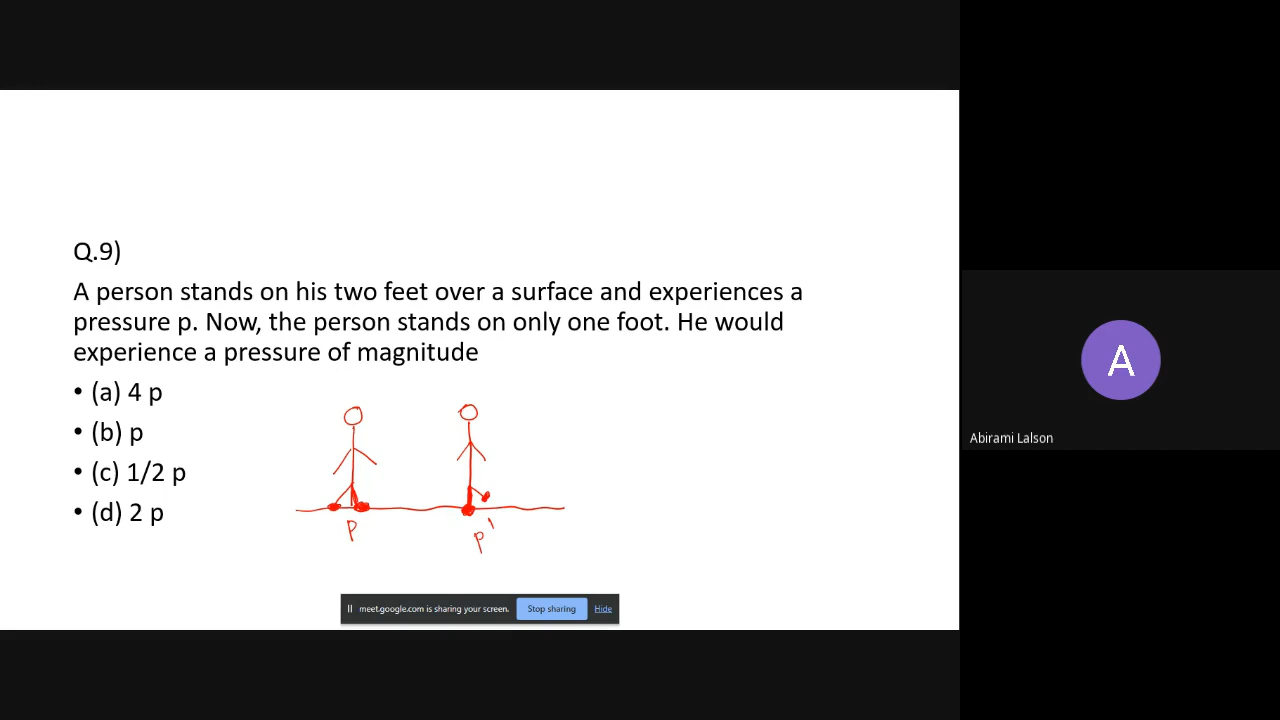 Q.9)
A person stands on his two feet over a surface and experiences a
pressure p. Now, the person stands on only one foot. He would
experience a pressure of magnitude
• (a) 4 p
• (b) p
• (c) 1/2 p
• (d) 2 p
P
P'
meet.google.com is sharing your screen. Stop sharing Hide
A
Abirami Lalson